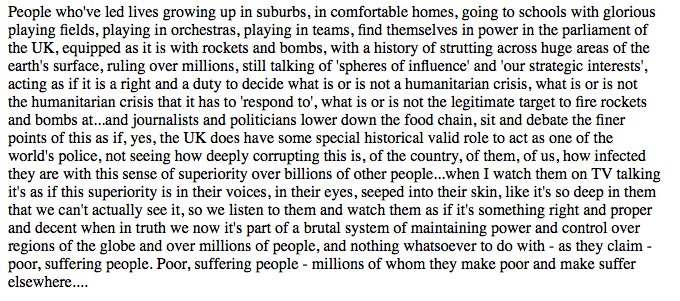 People who've led lives growing up in suburbs, in comfortable homes, going to schools with glorious
playing fields, playing in orchestras, playing in teams, find themselves in power in the parliament of
the UK, equipped as it is with rockets and bombs, with a history of strutting across huge areas of the
earth's surface, ruling over millions, still talking of 'spheres of influence' and 'our strategic interests',
acting as if it is a right and a duty to decide what is or is not a humanitarian crisis, what is or is not
the humanitarian crisis that it has to 'respond to', what is or is not the legitimate target to fire rockets
and bombs at...and journalists and politicians lower down the food chain, sit and debate the finer
points of this as if, yes, the UK does have some special historical valid role to act as one of the
world's police, not seeing how deeply corrupting this is, of the country, of them, of us, how infected
they are with this sense of superiority over billions of other people...when I watch them on TV talking
it's as if this superiority is in their voices, in their eyes, seeped into their skin, like it's so deep in them
that we can't actually see it, so we listen to them and watch them as if it's something right and proper
and decent when in truth we now it's part of a brutal system of maintaining power and control over
regions of the globe and over millions of people, and nothing whatsoever to do with - as they claim -
poor, suffering people. Poor, suffering people - millions of whom they make poor and make suffer
elsewhere....